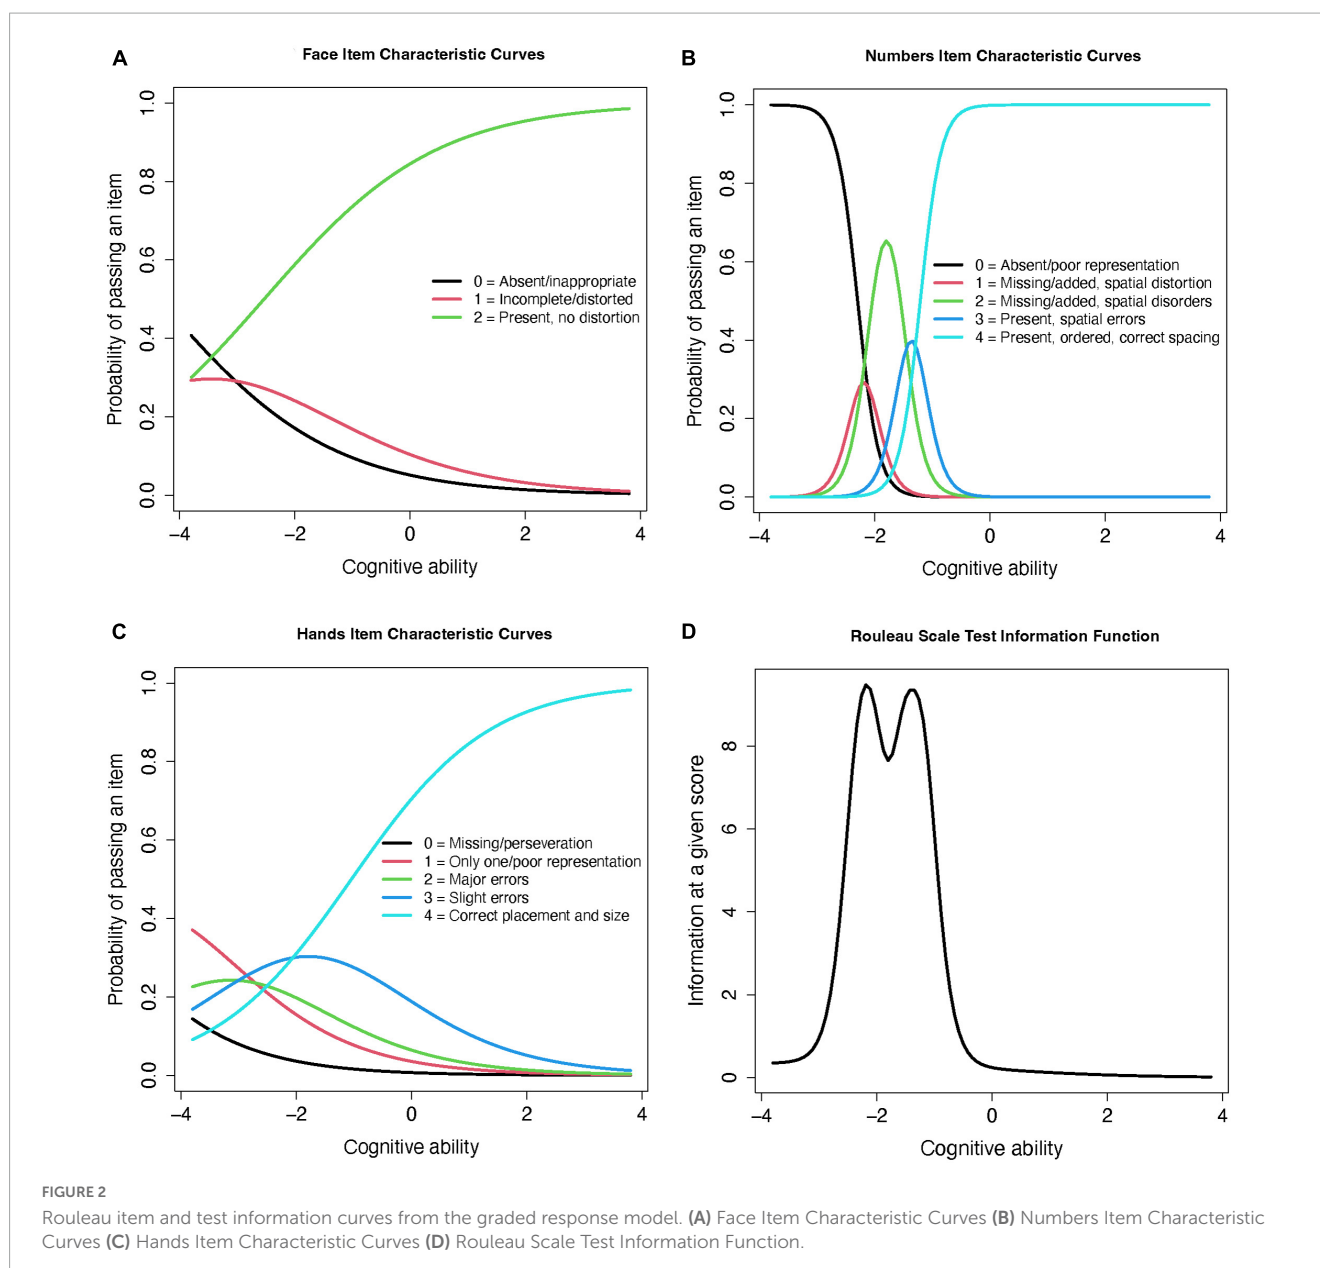 A
Face Item Characteristic Curves
Probability of passing an item
1.0
0.8
0.6
0.4
0.2
0.0
0 = Absent/inappropriate
1 = Incomplete/distorted
2 = Present, no distortion
−4 −2 0 2 4
Cognitive ability
B
Numbers Item Characteristic Curves
Probability of passing an item
1.0
0.8
0.6
0.4
0.2
0.0
0 = Absent/poor representation
1 = Missing/added, spatial distortion
2 = Missing/added, spatial disorders
3 = Present, spatial errors
4 = Present, ordered, correct spacing
−4 −2 0 2 4
Cognitive ability
C
Hands Item Characteristic Curves
Probability of passing an item
1.0
0.8
0.6
0.4
0.2
0.0
0 = Missing/perseveration
1 = Only one/poor representation
2 = Major errors
3 = Slight errors
4 = Correct placement and size
−4 −2 0 2 4
Cognitive ability
D
Rouleau Scale Test Information Function
Information at a given score
8
6
4
2
0
−4 −2 0 2 4
Cognitive ability
FIGURE 2
Rouleau item and test information curves from the graded response model. (A) Face Item Characteristic Curves (B) Numbers Item Characteristic
Curves (C) Hands Item Characteristic Curves (D) Rouleau Scale Test Information Function.